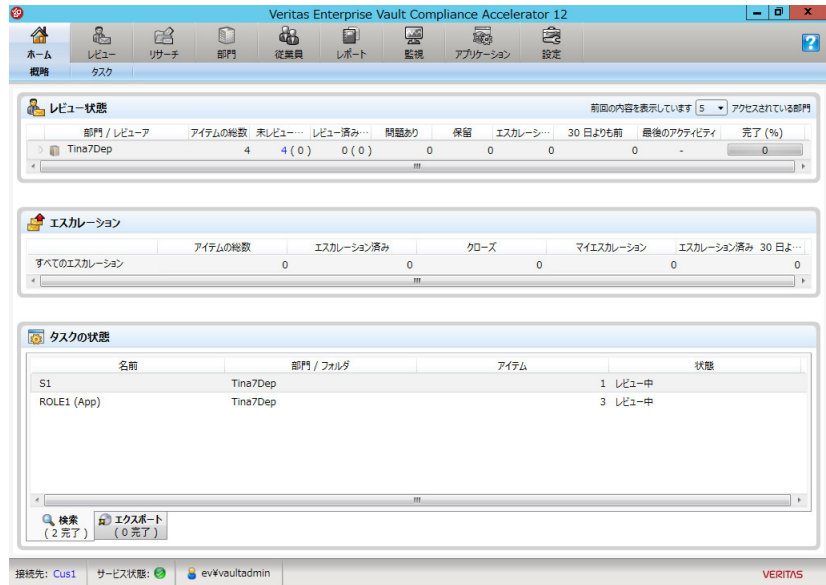 Veritas Enterprise Vault Compliance Accelerator 12
ホーム レビュー リサーチ 部門 従業員 レポート 監視 アプリケーション 設定
概略 タスク
レビュー状態 前回の内容を表示しています 5 アクセスされている部門
部門 / レビューア アイテムの総数 未レビュー… レビュー済み… 問題あり 保留 エスカレーシ… 30 日よりも前 最後のアクティビティ 完了 (%)
Tina7Dep 4 4 ( 0 ) 0 ( 0 ) 0 0 0 0 - 0
エスカレーション
アイテムの総数 エスカレーション済み クローズ マイエスカレーション エスカレーション済み 30 日よ…
すべてのエスカレーション 0 0 0 0 0
タスクの状態
名前 部門 / フォルダ アイテム 状態
S1 Tina7Dep 1 レビュー中
ROLE1 (App) Tina7Dep 3 レビュー中
検索 エクスポート
( 2 完了 ) ( 0 完了 )
接続先: Cus1 サービス状態: ev¥vaultadmin VERITAS